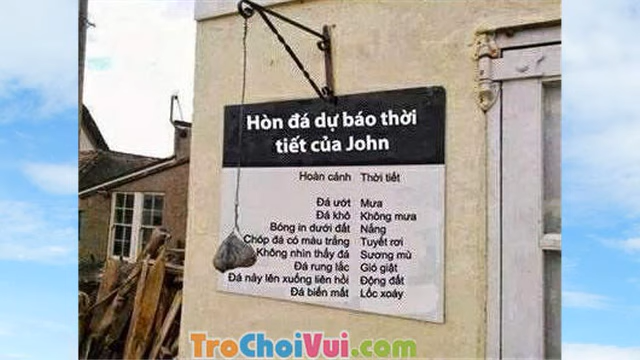 Hòn đá dự báo thời
tiết của John
Hoàn cảnh Thời tiết
Đá ướt Mưa
Đá khô Không mưa
Bóng in dưới đất Nắng
Chóp đá có màu trắng Tuyết rơi
Không nhìn thấy đá Sương mù
Đá rung lắc Gió giật
Đá nảy lên xuống liên hồi Động đất
Đá biến mất Lốc xoáy
TroChoiVui.com